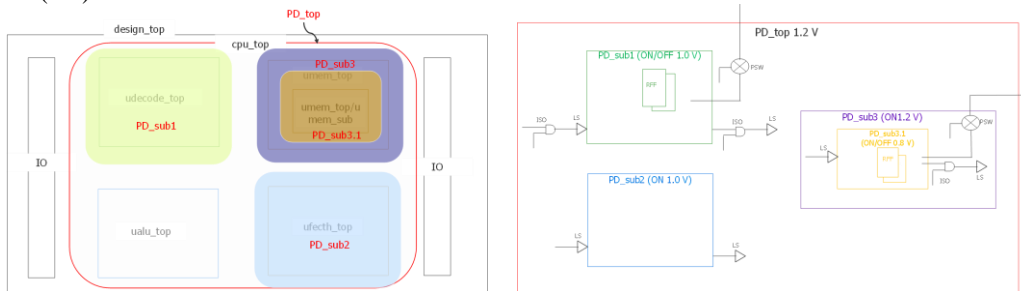 design_top
PD_top
cpu_top
PD_sub3
umem_top
udecode_top
PD_sub1
umem_top/u
mem_sub
PD_sub3.1
IO
IO
ualu_top
ufecth_top
PD_sub2
PD_top 1.2 V
PD_sub1 (ON/OFF 1.0 V)
PSW
RFF
ISO
LS
ISO
LS
PD_sub3 (ON1.2 V)
PSW
PD_sub3.1
(ON/OFF 0.8 V)
LS
RFF
ISO
LS
PD_sub2 (ON 1.0 V)
LS
LS